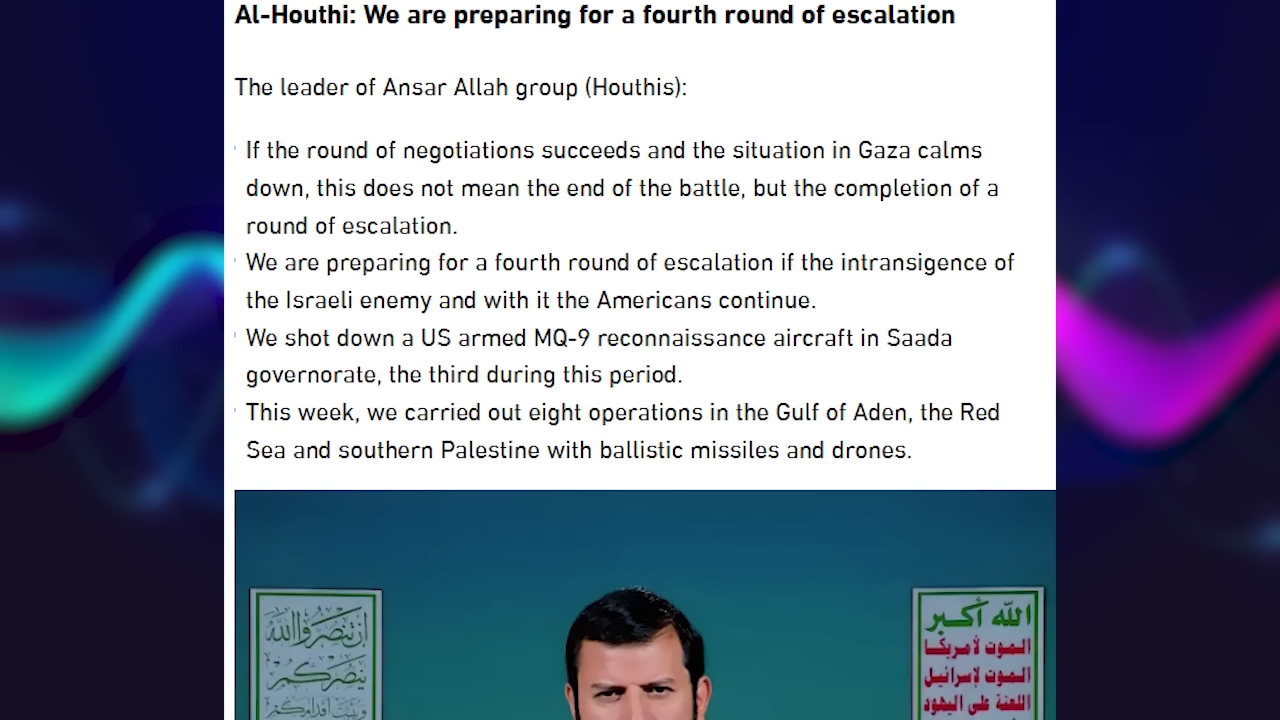 Al-Houthi: We are preparing for a fourth round of escalation
The leader of Ansar Allah group (Houthis):
If the round of negotiations succeeds and the situation in Gaza calms
down, this does not mean the end of the battle, but the completion of a
round of escalation.
We are preparing for a fourth round of escalation if the intransigence of
the Israeli enemy and with it the Americans continue.
We shot down a US armed MQ-9 reconnaissance aircraft in Saada
governorate, the third during this period.
This week, we carried out eight operations in the Gulf of Aden, the Red
Sea and southern Palestine with ballistic missiles and drones.
إن تنصروا الله
ينصركم
ويثبت أقدامكم
الله أكبر
الموت لأمريكا
الموت لإسرائيل
اللعنة على اليهود